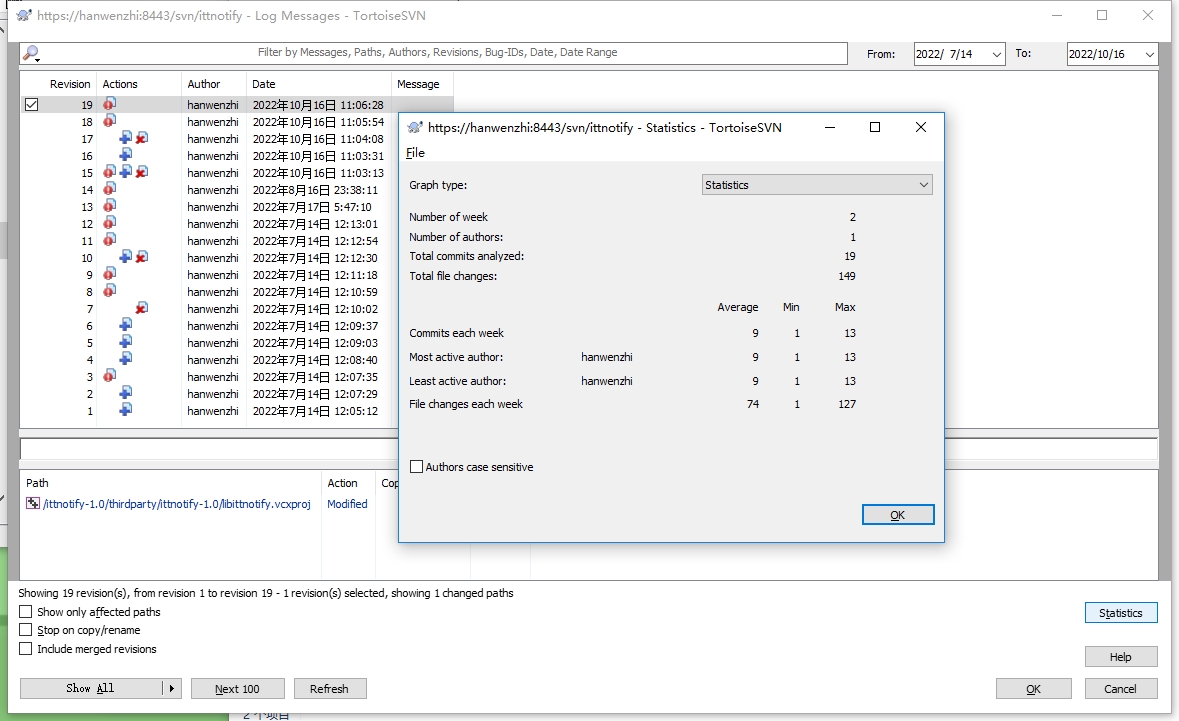 https://hanwenzhi:8443/svn/ittnotify - Log Messages - TortoiseSVN
Filter by Messages, Paths, Authors, Revisions, Bug-IDs, Date, Date Range
From: 2022/ 7/14 To: 2022/10/16
Revision Actions Author Date Message
19 hanwenzhi 2022年10月16日 11:06:28
18 hanwenzhi 2022年10月16日 11:05:54
17 hanwenzhi 2022年10月16日 11:04:08
16 hanwenzhi 2022年10月16日 11:03:31
15 hanwenzhi 2022年10月16日 11:03:13
14 hanwenzhi 2022年8月16日 23:38:11
13 hanwenzhi 2022年7月17日 5:47:10
12 hanwenzhi 2022年7月14日 12:13:01
11 hanwenzhi 2022年7月14日 12:12:54
10 hanwenzhi 2022年7月14日 12:12:30
9 hanwenzhi 2022年7月14日 12:11:18
8 hanwenzhi 2022年7月14日 12:10:59
7 hanwenzhi 2022年7月14日 12:10:02
6 hanwenzhi 2022年7月14日 12:09:37
5 hanwenzhi 2022年7月14日 12:09:03
4 hanwenzhi 2022年7月14日 12:08:40
3 hanwenzhi 2022年7月14日 12:07:35
2 hanwenzhi 2022年7月14日 12:07:29
1 hanwenzhi 2022年7月14日 12:05:12
https://hanwenzhi:8443/svn/ittnotify - Statistics - TortoiseSVN
File
Graph type: Statistics
Number of week 2
Number of authors: 1
Total commits analyzed: 19
Total file changes: 149
Average Min Max
Commits each week 9 1 13
Most active author: hanwenzhi 9 1 13
Least active author: hanwenzhi 9 1 13
File changes each week 74 1 127
Authors case sensitive
OK
Path Action Cop
/ittnotify-1.0/thirdparty/ittnotify-1.0/libittnotify.vcxproj Modified
Showing 19 revision(s), from revision 1 to revision 19 - 1 revision(s) selected, showing 1 changed paths
Show only affected paths
Stop on copy/rename
Include merged revisions
Statistics
Help
Show All Next 100 Refresh OK Cancel
2 个项目